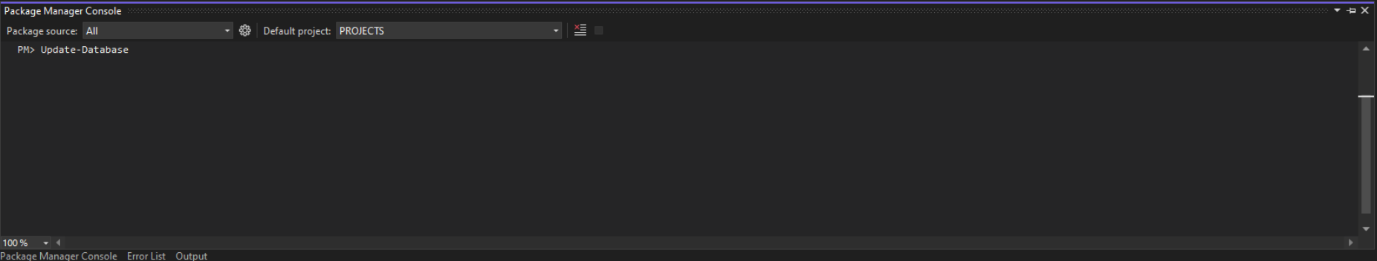 Package Manager Console
Package source: All Default project: PROJECTS
PM> Update-Database
100 %
Package Manager Console Error List Output